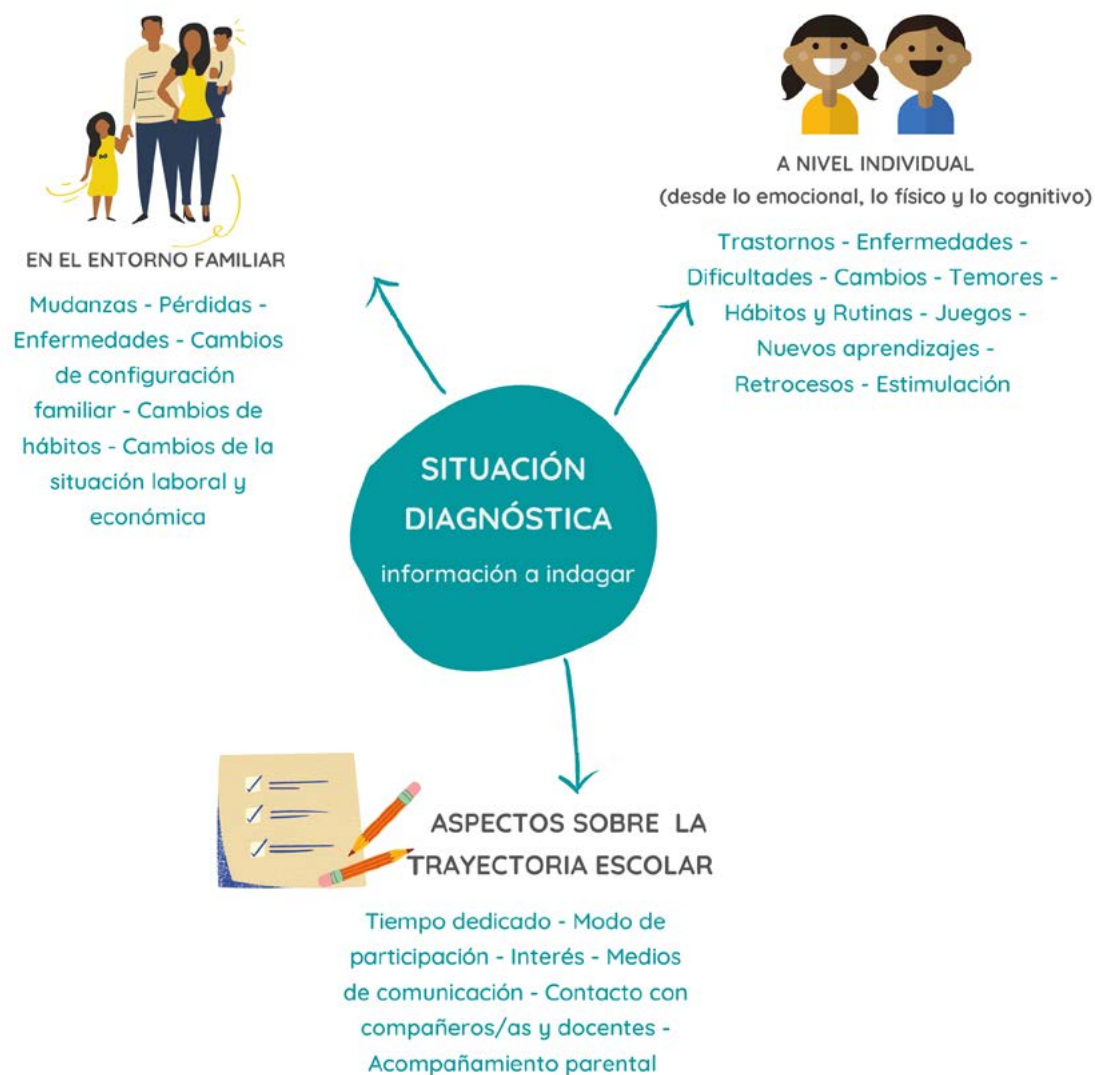 EN EL ENTORNO FAMILIAR
Mudanzas - Pérdidas -
Enfermedades - Cambios
de configuración
familiar - Cambios de
hábitos - Cambios de la
situación laboral y
económica
A NIVEL INDIVIDUAL
(desde lo emocional, lo físico y lo cognitivo)
Trastornos - Enfermedades -
Dificultades - Cambios - Temores -
Hábitos y Rutinas - Juegos -
Nuevos aprendizajes -
Retrocesos - Estimulación
SITUACIÓN
DIAGNÓSTICA
información a indagar
ASPECTOS SOBRE LA
TRAYECTORIA ESCOLAR
Tiempo dedicado - Modo de
participación - Interés - Medios
de comunicación - Contacto con
compañeros/as y docentes -
Acompañamiento parental